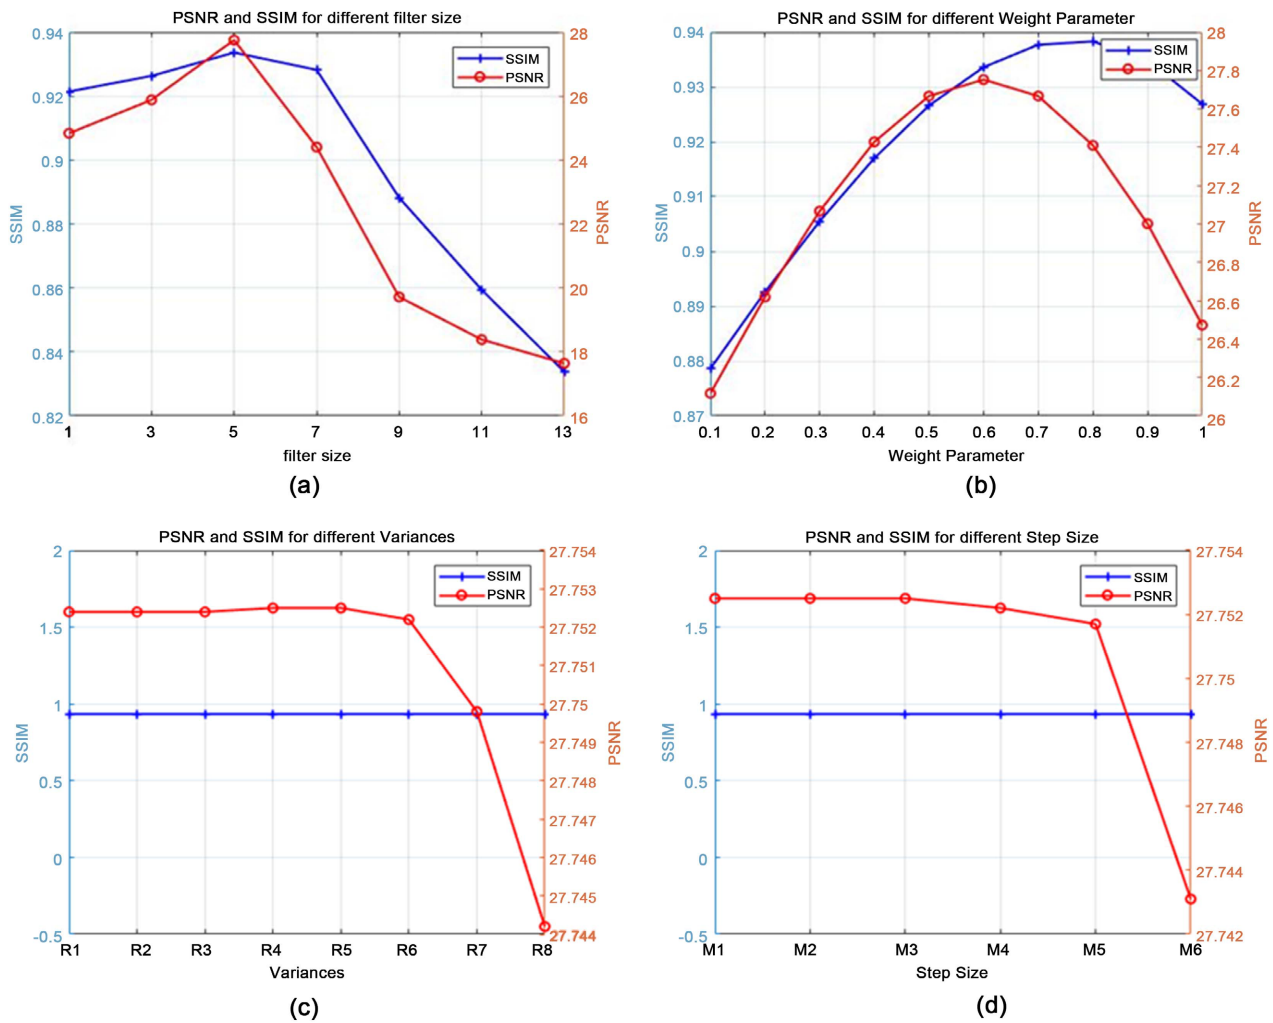 PSNR and SSIM for different filter size
0.94
0.92
0.9
0.88
0.86
0.84
0.82
SSIM
28
26
24
22
20
18
16
PSNR
SSIM
PSNR
1 3 5 7 9 11 13
filter size
(a)
PSNR and SSIM for different Weight Parameter
0.94
0.93
0.92
0.91
0.9
0.89
0.88
0.87
SSIM
28
27.8
27.6
27.4
27.2
27
26.8
26.6
26.4
26.2
26
PSNR
SSIM
PSNR
0.1 0.2 0.3 0.4 0.5 0.6 0.7 0.8 0.9 1
Weight Parameter
(b)
PSNR and SSIM for different Variances
2
1.5
1
0.5
0
-0.5
SSIM
27.754
27.753
27.752
27.751
27.75
27.749
27.748
27.747
27.746
27.745
27.744
PSNR
SSIM
PSNR
R1 R2 R3 R4 R5 R6 R7 R8
Variances
(c)
PSNR and SSIM for different Step Size
2
1.5
1
0.5
0
-0.5
SSIM
27.754
27.752
27.75
27.748
27.746
27.744
27.742
PSNR
SSIM
PSNR
M1 M2 M3 M4 M5 M6
Step Size
(d)